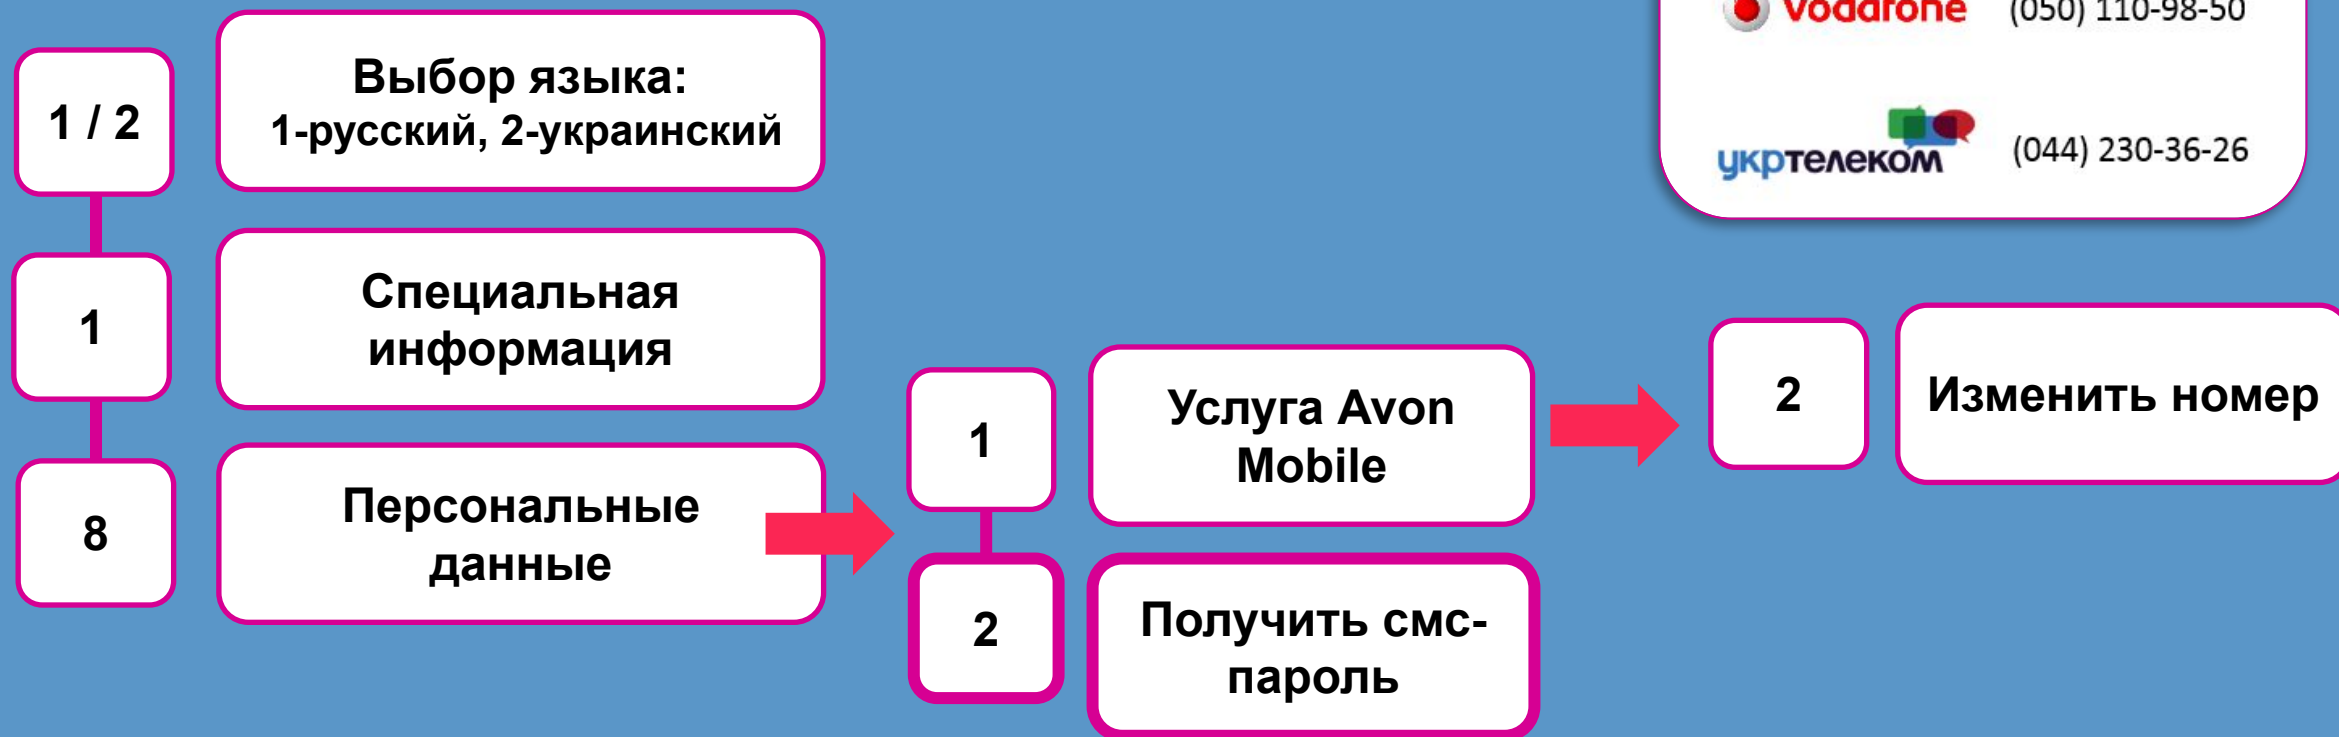 vodafone (050) 110-98-50
укртелеком (044) 230-36-26
1 / 2
Выбор языка:
1-русский, 2-украинский
1
Специальная
информация
8
Персональные
данные
1
Услуга Avon
Mobile
2
Получить смс-
пароль
2
Изменить номер